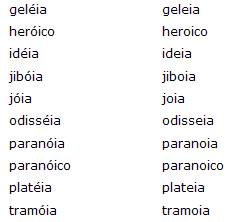 geléia geleia
heróico heroico
idéia ideia
jibóia jiboia
jóia joia
odisséia odisseia
paranóia paranoia
paranóico paranoico
platéia plateia
tramóia tramoia